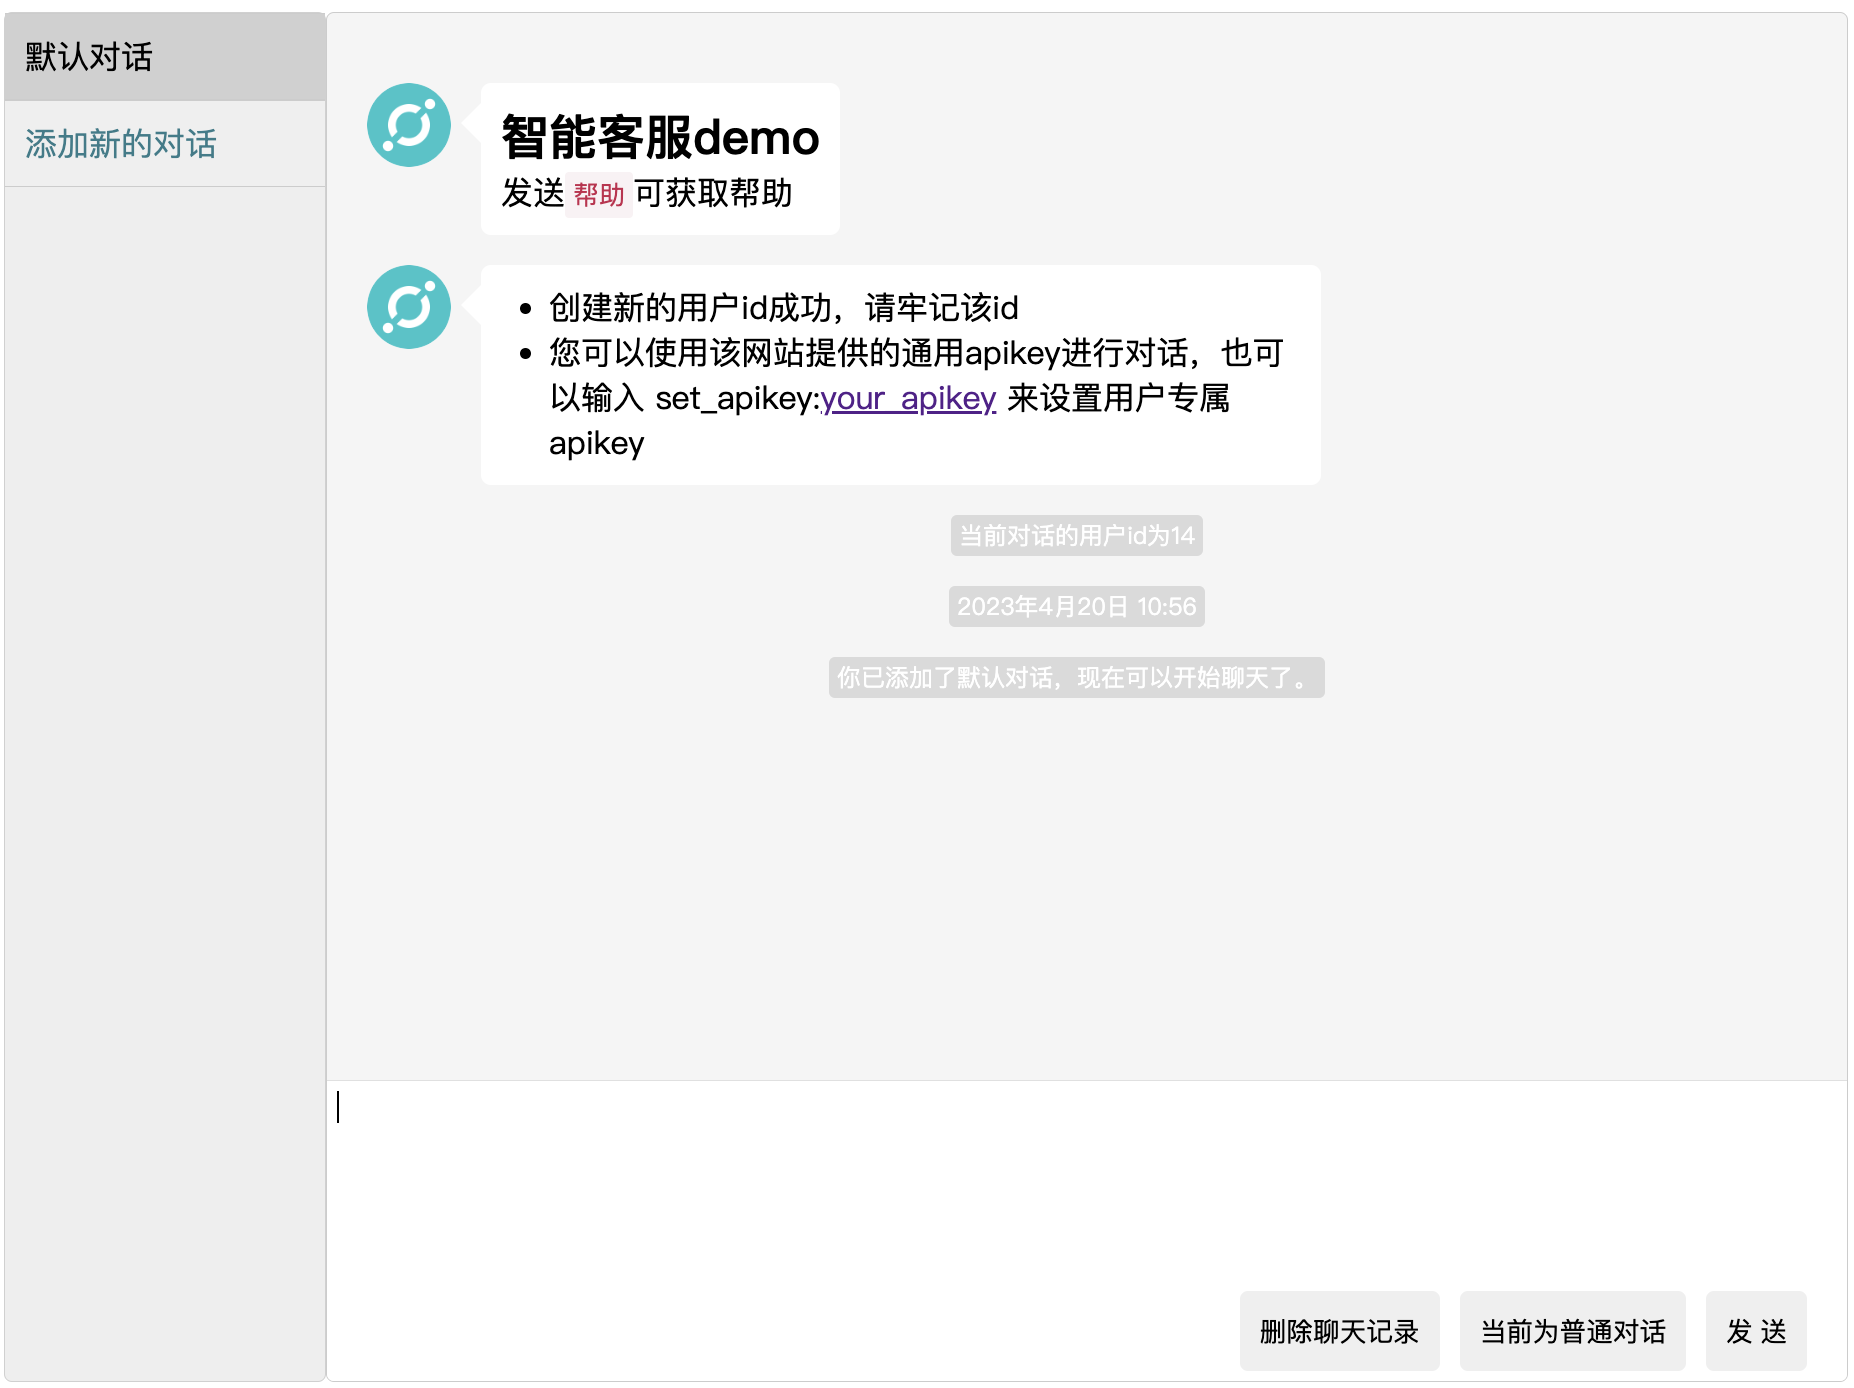 默认对话
添加新的对话
智能客服demo
发送帮助可获取帮助
• 创建新的用户id成功，请牢记该id
• 您可以使用该网站提供的通用apikey进行对话，也可
以输入 set_apikey:your_apikey 来设置用户专属
apikey
当前对话的用户id为14
2023年4月20日 10:56
你已添加了默认对话，现在可以开始聊天了。
删除聊天记录
当前为普通对话
发 送